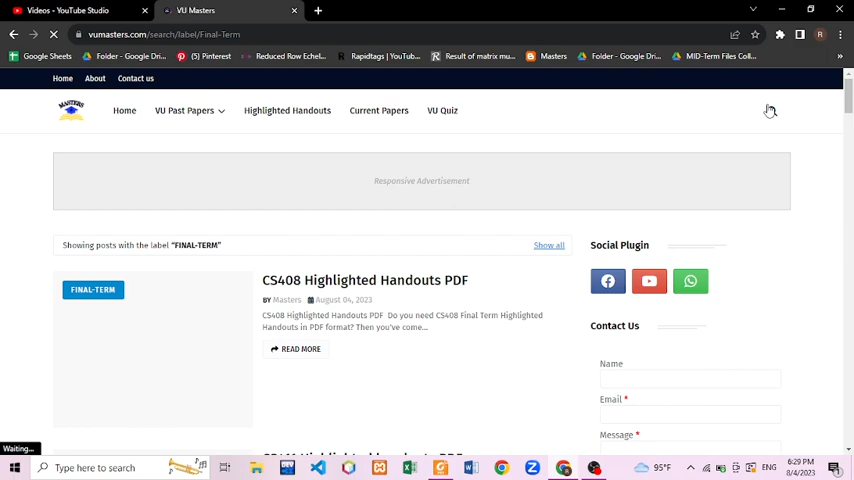 Videos - YouTube Studio
VU Masters
vumasters.com/search/label/Final-Term
R
Google Sheets
Folder - Google Dri...
(5) Pinterest
Reduced Row Echel...
Rapidtags | YouTub...
Result of matrix mu...
Masters
Folder - Google Dri...
MID-Term Files Coll...
Home
About
Contact us
MASTERS
Home
VU Past Papers
Highlighted Handouts
Current Papers
VU Quiz
Responsive Advertisement
Showing posts with the label "FINAL-TERM"
Show all
Social Plugin
FINAL-TERM
CS408 Highlighted Handouts PDF
BY Masters August 04, 2023
CS408 Highlighted Handouts PDF Do you need CS408 Final Term Highlighted
Handouts in PDF format? Then you've come...
READ MORE
Contact Us
Name
Email *
Message *
Waiting...
Type here to search
95°F
ENG
6:29 PM
8/4/2023